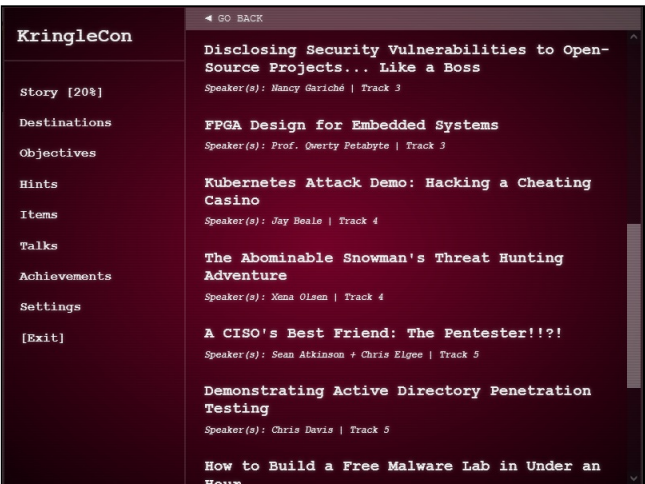 ◄ GO BACK
KringleCon
Story [20%]
Destinations
Objectives
Hints
Items
Talks
Achievements
Settings
[Exit]
Disclosing Security Vulnerabilities to Open-
Source Projects... Like a Boss
Speaker(s): Nancy Gariché | Track 3
FPGA Design for Embedded Systems
Speaker(s): Prof. Qwerty Petabyte | Track 3
Kubernetes Attack Demo: Hacking a Cheating
Casino
Speaker(s): Jay Beale | Track 4
The Abominable Snowman's Threat Hunting
Adventure
Speaker(s): Xena Olsen | Track 4
A CISO's Best Friend: The Pentester!!?!
Speaker(s): Sean Atkinson + Chris Elgee | Track 5
Demonstrating Active Directory Penetration
Testing
Speaker(s): Chris Davis | Track 5
How to Build a Free Malware Lab in Under an
Hour